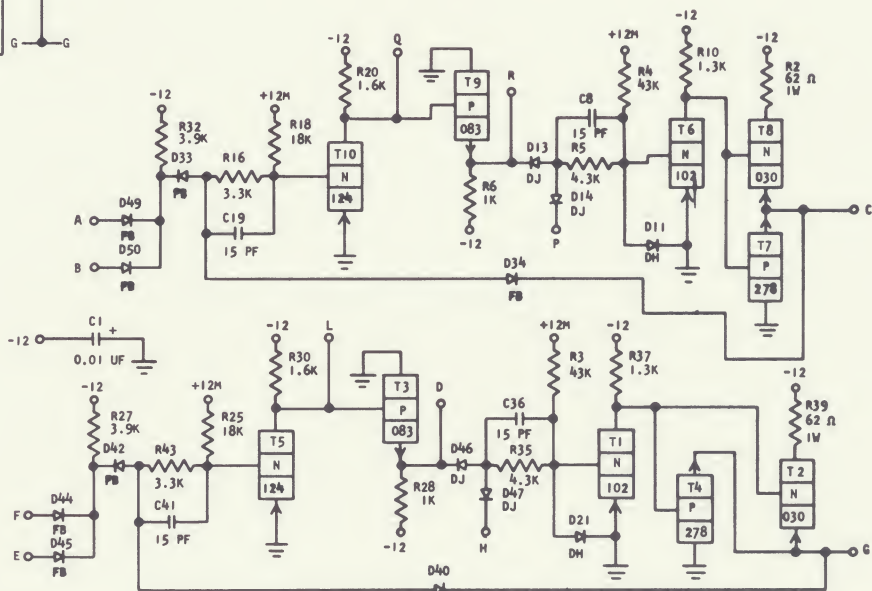 G G
-12
R20
1.6K
Q
T9
P
083
R
+12M
R4
43K
-12
R10
1.3K
-12
R2
62 Ω
1W
-12
R32
3.9K
+12M
R18
18K
C8
15 PF
D33
PB
R16
3.3K
T10
N
124
D13
DJ
R5
4.3K
T6
N
102
T8
N
030
D49
PB
A
C19
15 PF
R6
1K
-12
D14
DJ
P
D11
DH
C
D50
B
PB
D34
FB
T7
P
278
-12
C1
+
0.01 UF
-12
R30
1.6K
L
T3
P
083
D
+12M
R3
43K
-12
R37
1.3K
-12
R39
62 Ω
1W
-12
R27
3.9K
+12M
R25
18K
C36
15 PF
D42
PB
R43
3.3K
T5
N
124
D46
DJ
R35
4.3K
T1
N
102
T2
N
030
D44
F
FB
C41
15 PF
R28
1K
-12
D47
DJ
H
D21
DH
T4
P
278
D45
E
FB
G
D40